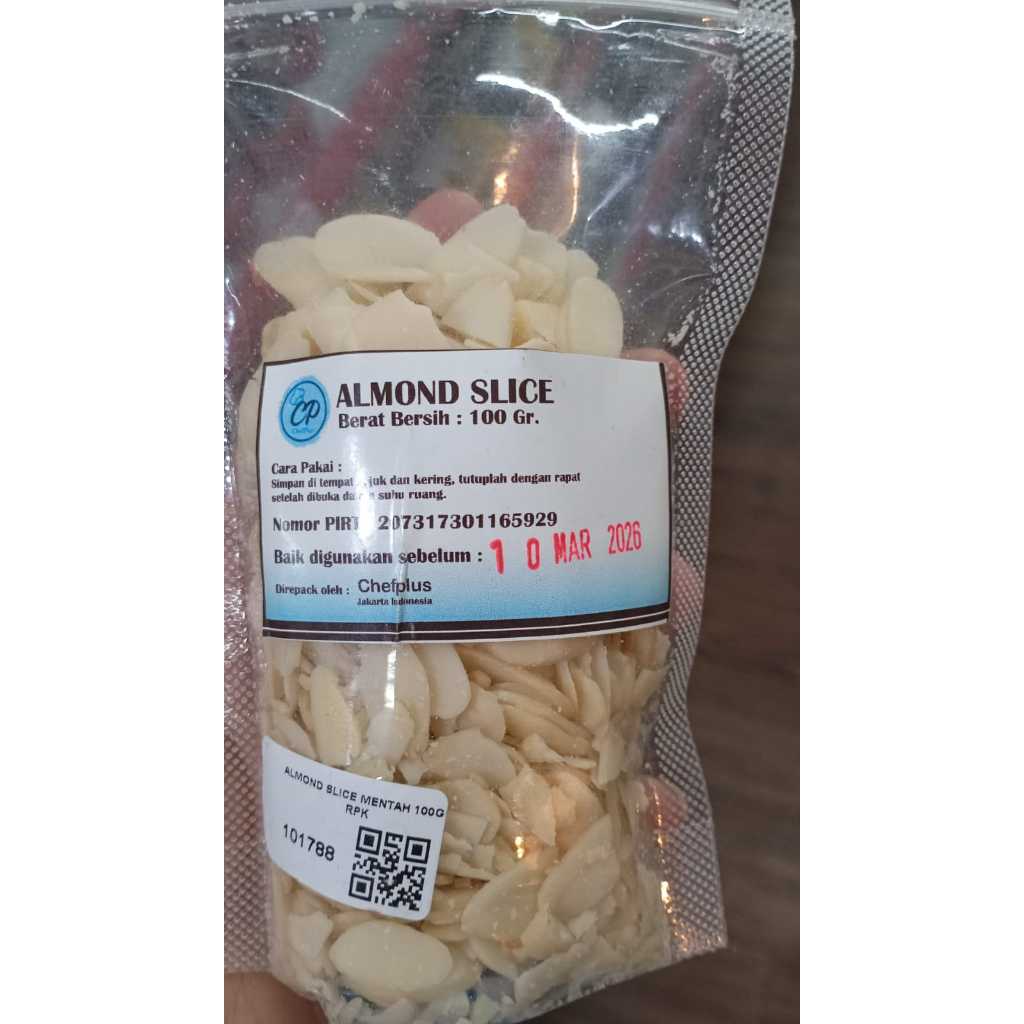 CP
ChefPlus
ALMOND SLICE
Berat Bersih : 100 Gr.
Cara Pakai :
Simpan di tempat juk dan kering, tutuplah dengan rapat
setelah dibuka suhu ruang.
Nomor PIRT 207317301165929
Baik digunakan sebelum : 10 MAR 2026
Direpack oleh : Chefplus
Jakarta Indonesia
ALMOND SLICE MENTAH 100G
RPK
101788